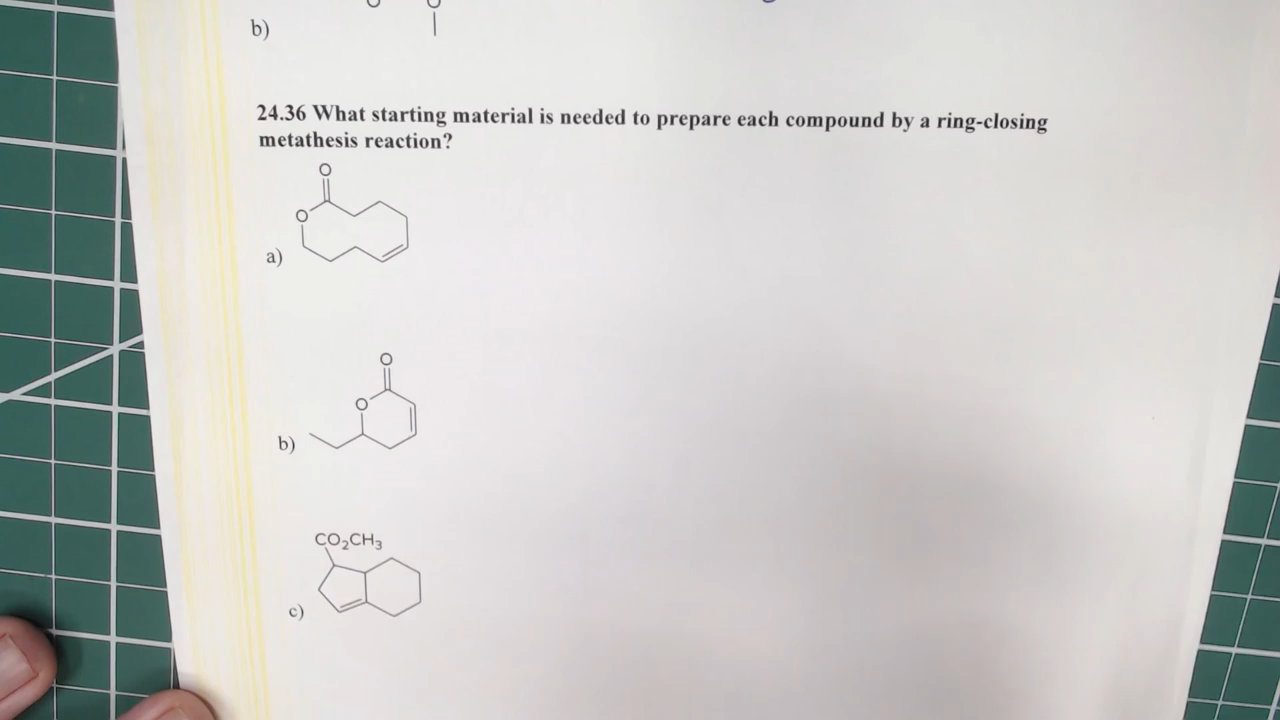 b)
24.36 What starting material is needed to prepare each compound by a ring-closing
metathesis reaction?
O
O
a)
O
O
b)
CO₂CH₃
c)